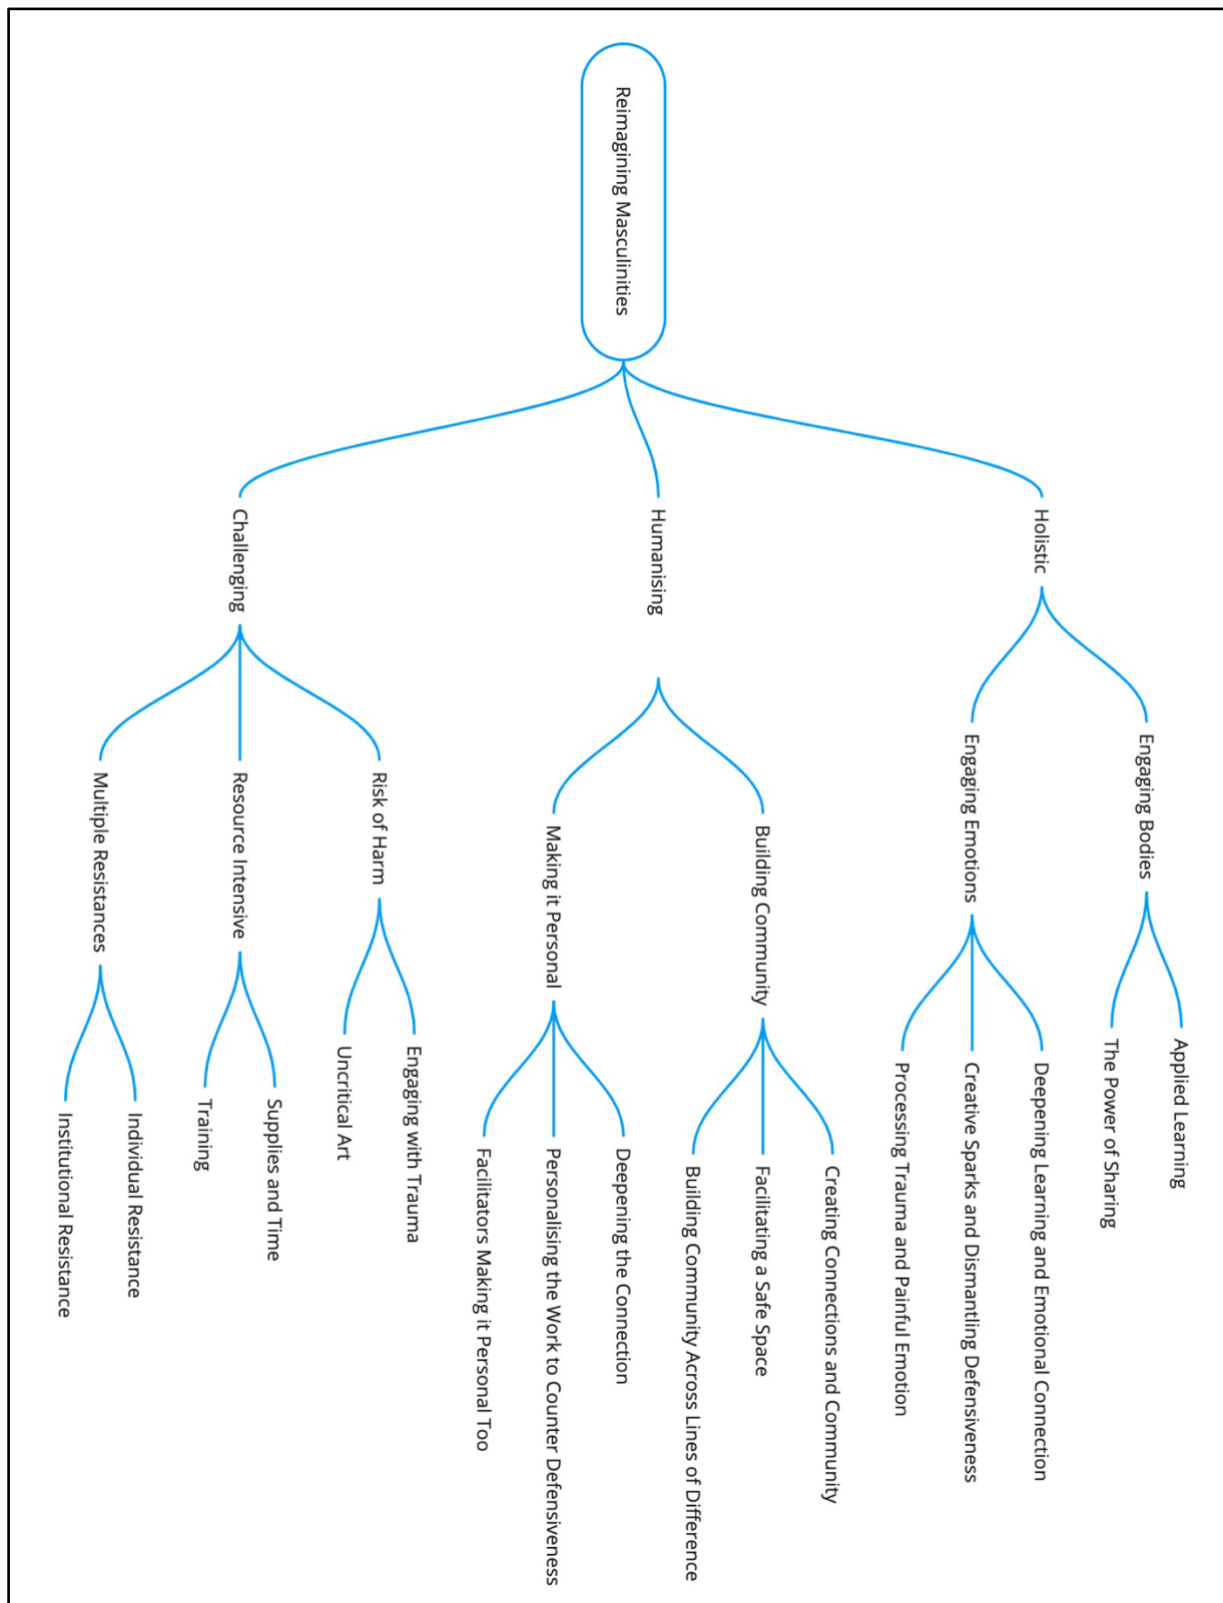 Reimagining Masculinities
Holistic
Engaging Bodies
Applied Learning
The Power of Sharing
Engaging Emotions
Deepening Learning and Emotional Connection
Creative Sparks and Dismantling Defensiveness
Processing Trauma and Painful Emotion
Humanising
Building Community
Creating Connections and Community
Facilitating a Safe Space
Building Community Across Lines of Difference
Making it Personal
Deepening the Connection
Personalising the Work to Counter Defensiveness
Facilitators Making it Personal Too
Challenging
Risk of Harm
Engaging with Trauma
Uncritical Art
Resource Intensive
Supplies and Time
Training
Multiple Resistances
Individual Resistance
Institutional Resistance